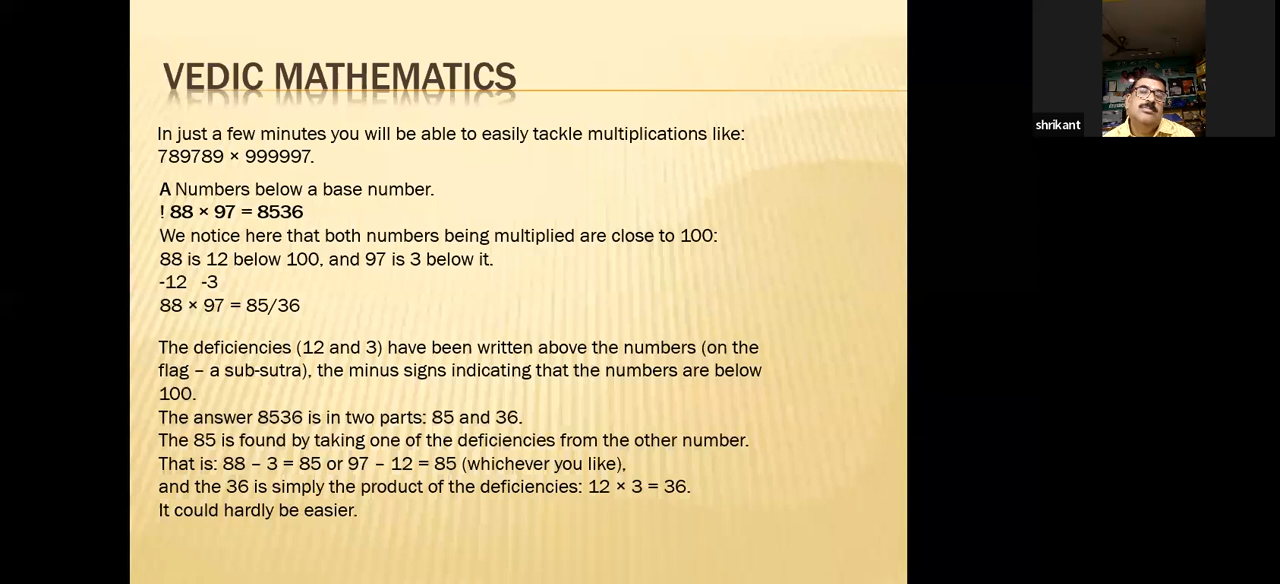 VEDIC MATHEMATICS
In just a few minutes you will be able to easily tackle multiplications like:
789789 × 999997.
A Numbers below a base number.
! 88 × 97 = 8536
We notice here that both numbers being multiplied are close to 100:
88 is 12 below 100, and 97 is 3 below it.
-12 -3
88 × 97 = 85/36
The deficiencies (12 and 3) have been written above the numbers (on the
flag – a sub-sutra), the minus signs indicating that the numbers are below
100.
The answer 8536 is in two parts: 85 and 36.
The 85 is found by taking one of the deficiencies from the other number.
That is: 88 – 3 = 85 or 97 – 12 = 85 (whichever you like),
and the 36 is simply the product of the deficiencies: 12 × 3 = 36.
It could hardly be easier.
shrikant